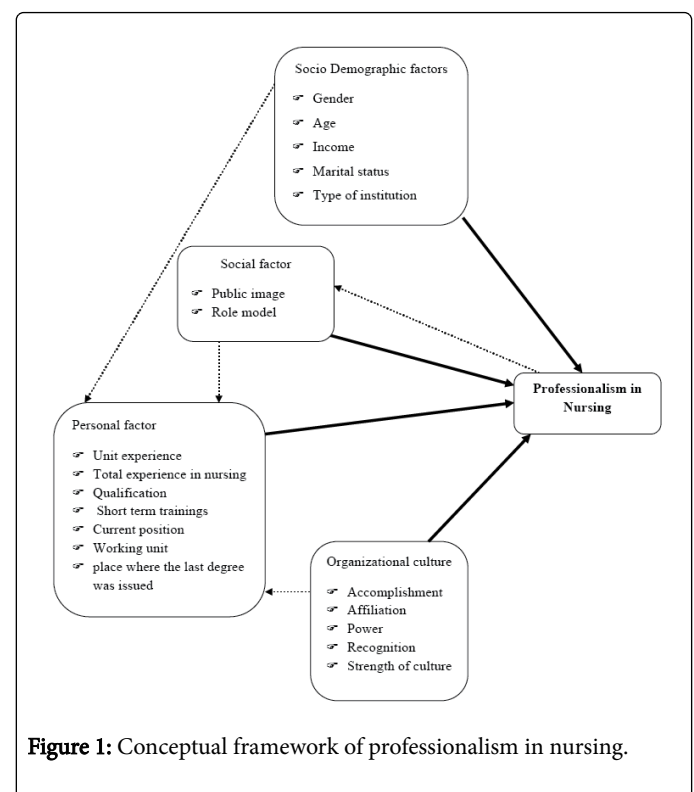 Socio Demographic factors
☞ Gender
☞ Age
☞ Income
☞ Marital status
☞ Type of institution
Social factor
☞ Public image
☞ Role model
Professionalism in
Nursing
Personal factor
☞ Unit experience
☞ Total experience in nursing
☞ Qualification
☞ Short term trainings
☞ Current position
☞ Working unit
☞ place where the last degree
was issued
Organizational culture
☞ Accomplishment
☞ Affiliation
☞ Power
☞ Recognition
☞ Strength of culture
Figure 1: Conceptual framework of professionalism in nursing.